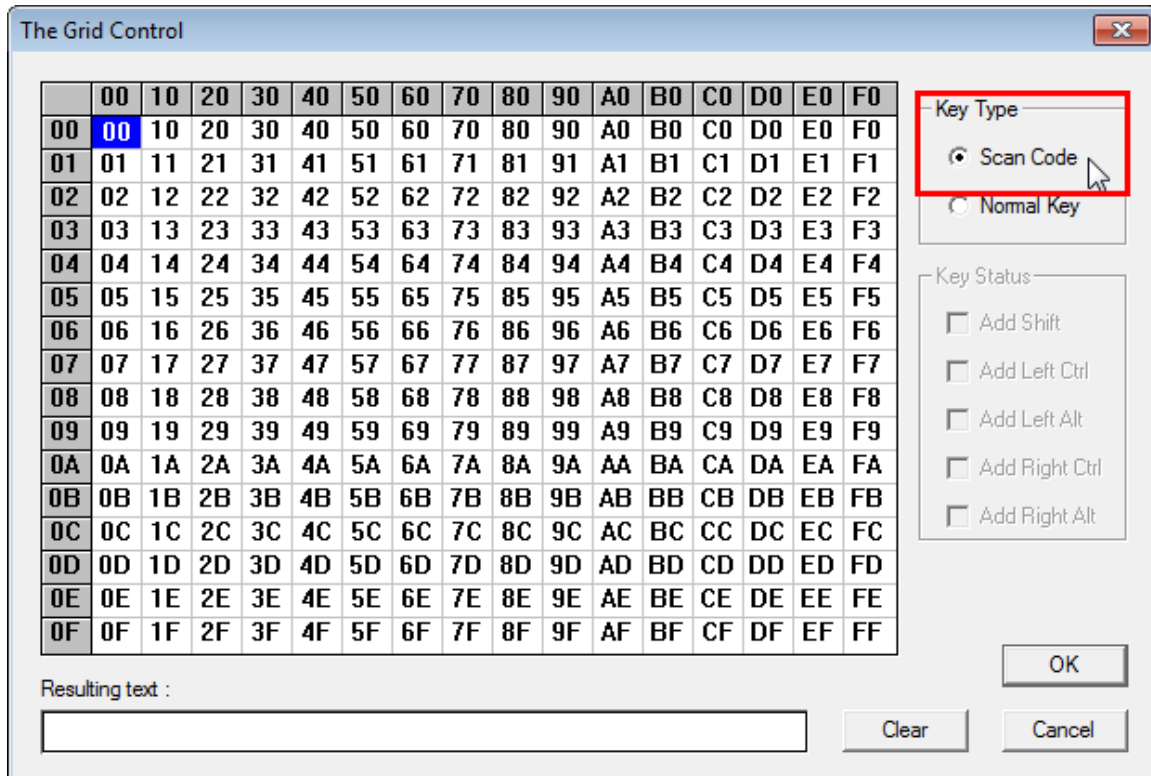 The Grid Control
00 10 20 30 40 50 60 70 80 90 A0 B0 C0 D0 E0 F0
00 00 10 20 30 40 50 60 70 80 90 A0 B0 C0 D0 E0 F0
01 01 11 21 31 41 51 61 71 81 91 A1 B1 C1 D1 E1 F1
02 02 12 22 32 42 52 62 72 82 92 A2 B2 C2 D2 E2 F2
03 03 13 23 33 43 53 63 73 83 93 A3 B3 C3 D3 E3 F3
04 04 14 24 34 44 54 64 74 84 94 A4 B4 C4 D4 E4 F4
05 05 15 25 35 45 55 65 75 85 95 A5 B5 C5 D5 E5 F5
06 06 16 26 36 46 56 66 76 86 96 A6 B6 C6 D6 E6 F6
07 07 17 27 37 47 57 67 77 87 97 A7 B7 C7 D7 E7 F7
08 08 18 28 38 48 58 68 78 88 98 A8 B8 C8 D8 E8 F8
09 09 19 29 39 49 59 69 79 89 99 A9 B9 C9 D9 E9 F9
0A 0A 1A 2A 3A 4A 5A 6A 7A 8A 9A AA BA CA DA EA FA
0B 0B 1B 2B 3B 4B 5B 6B 7B 8B 9B AB BB CB DB EB FB
0C 0C 1C 2C 3C 4C 5C 6C 7C 8C 9C AC BC CC DC EC FC
0D 0D 1D 2D 3D 4D 5D 6D 7D 8D 9D AD BD CD DD ED FD
0E 0E 1E 2E 3E 4E 5E 6E 7E 8E 9E AE BE CE DE EE FE
0F 0F 1F 2F 3F 4F 5F 6F 7F 8F 9F AF BF CF DF EF FF
Key Type
Scan Code
Normal Key
Key Status
Add Shift
Add Left Ctrl
Add Left Alt
Add Right Ctrl
Add Right Alt
OK
Resulting text :
Clear
Cancel